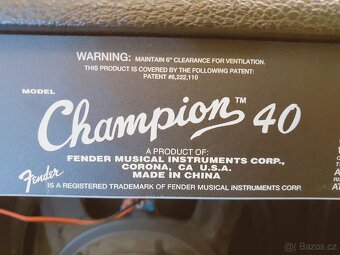 WARNING: MAINTAIN 6" CLEARANCE FOR VENTILATION.
THIS PRODUCT IS COVERED BY THE FOLLOWING PATENT:
PATENT #6,222,110
MODEL
Champion™ 40
A PRODUCT OF:
FENDER MUSICAL INSTRUMENTS CORP.,
CORONA, CA U.S.A.
MADE IN CHINA
Fender
IS A REGISTERED TRADEMARK OF FENDER MUSICAL INSTRUMENTS CORP.
Sbazos.cz